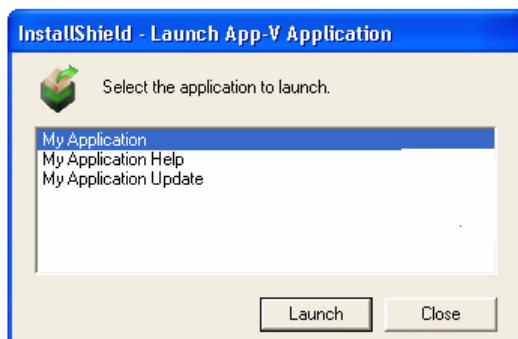 InstallShield - Launch App-V Application
Select the application to launch.
My Application
My Application Help
My Application Update
Launch Close